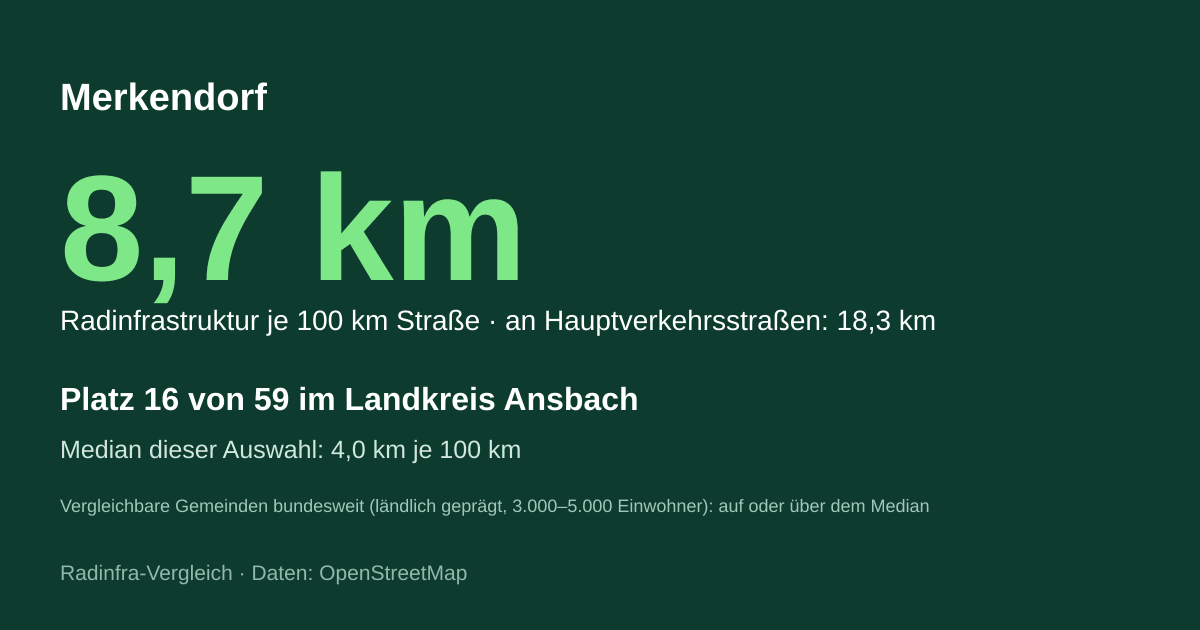 Merkendorf
8,7 km
Radinfrastruktur je 100 km Straße · an Hauptverkehrsstraßen: 18,3 km
Platz 16 von 59 im Landkreis Ansbach
Median dieser Auswahl: 4,0 km je 100 km
Vergleichbare Gemeinden bundesweit (ländlich geprägt, 3.000–5.000 Einwohner): auf oder über dem Median
Radinfra-Vergleich · Daten: OpenStreetMap